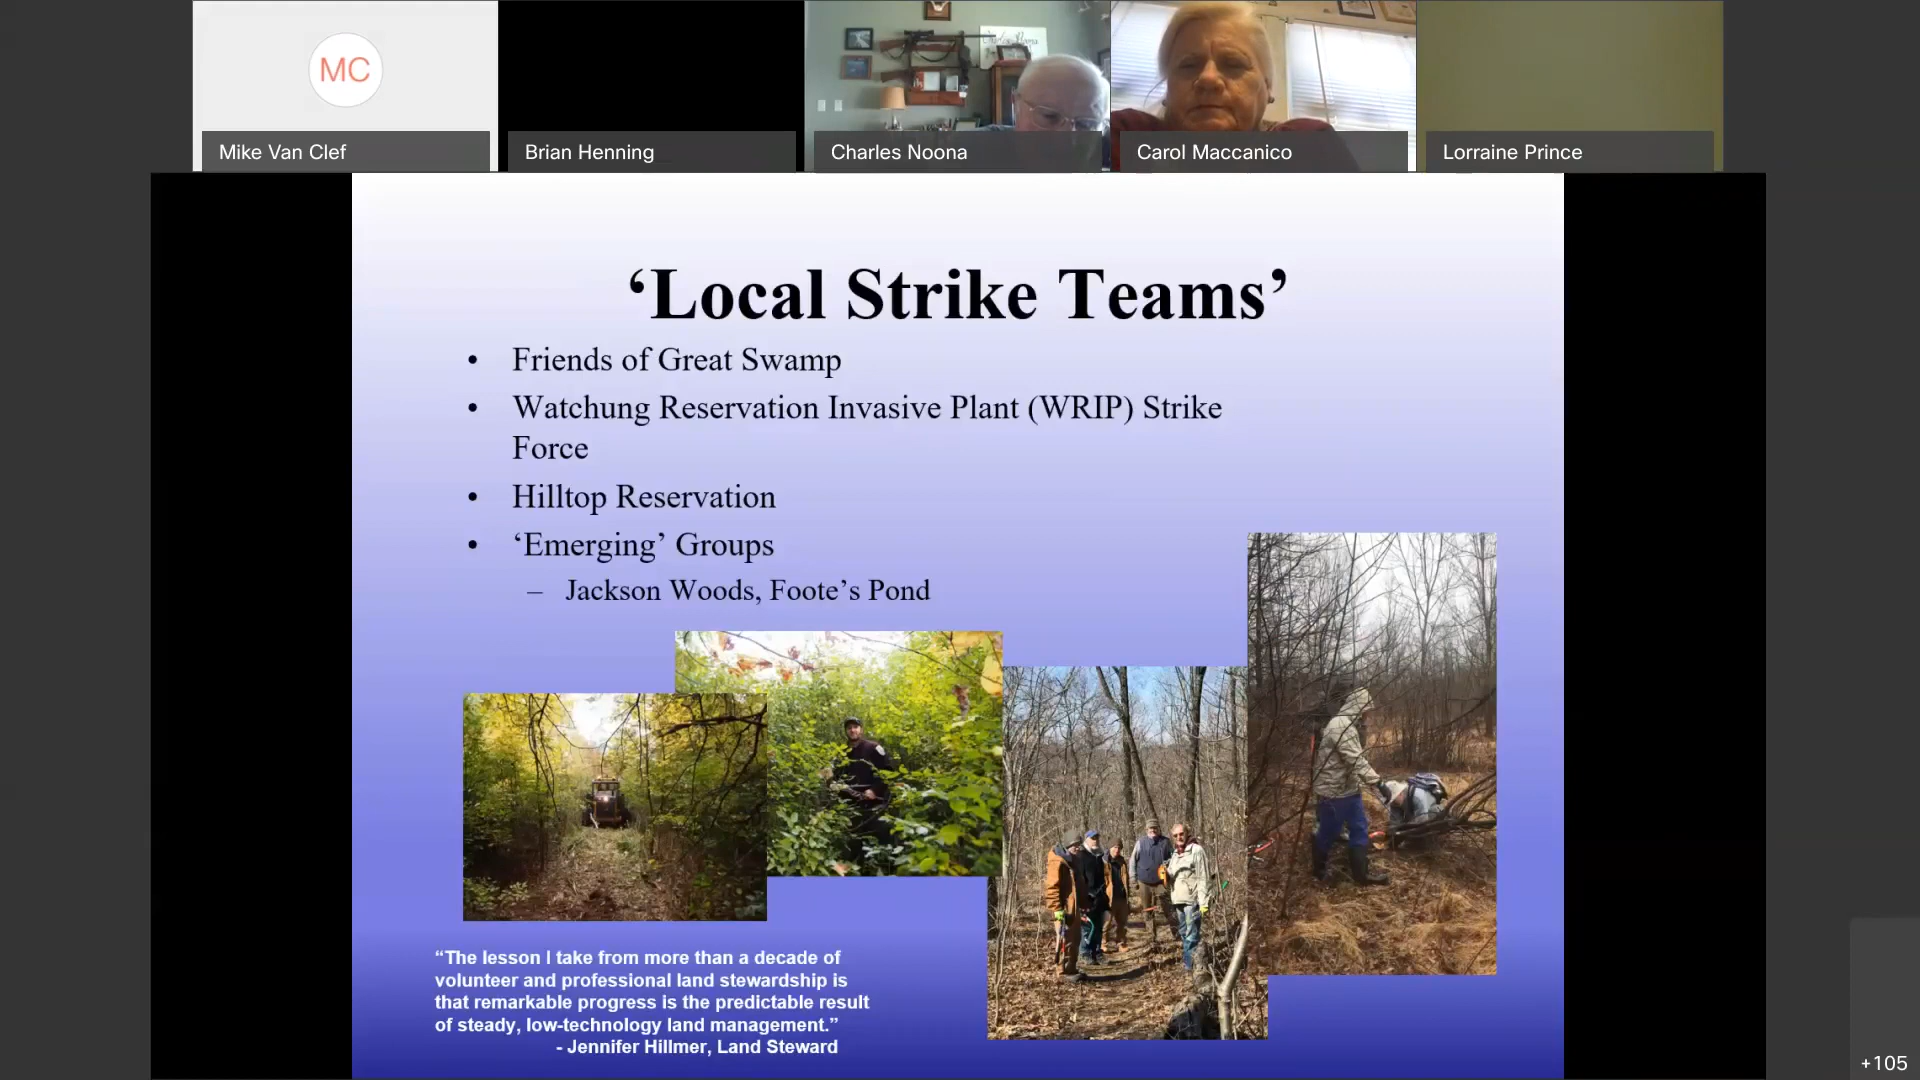 MC
Mike Van Clef
Brian Henning
Charles Noona
Carol Maccanico
Lorraine Prince
‘Local Strike Teams’
• Friends of Great Swamp
• Watchung Reservation Invasive Plant (WRIP) Strike
Force
• Hilltop Reservation
• ‘Emerging’ Groups
– Jackson Woods, Foote’s Pond
“The lesson I take from more than a decade of
volunteer and professional land stewardship is
that remarkable progress is the predictable result
of steady, low-technology land management.”
- Jennifer Hillmer, Land Steward
+105